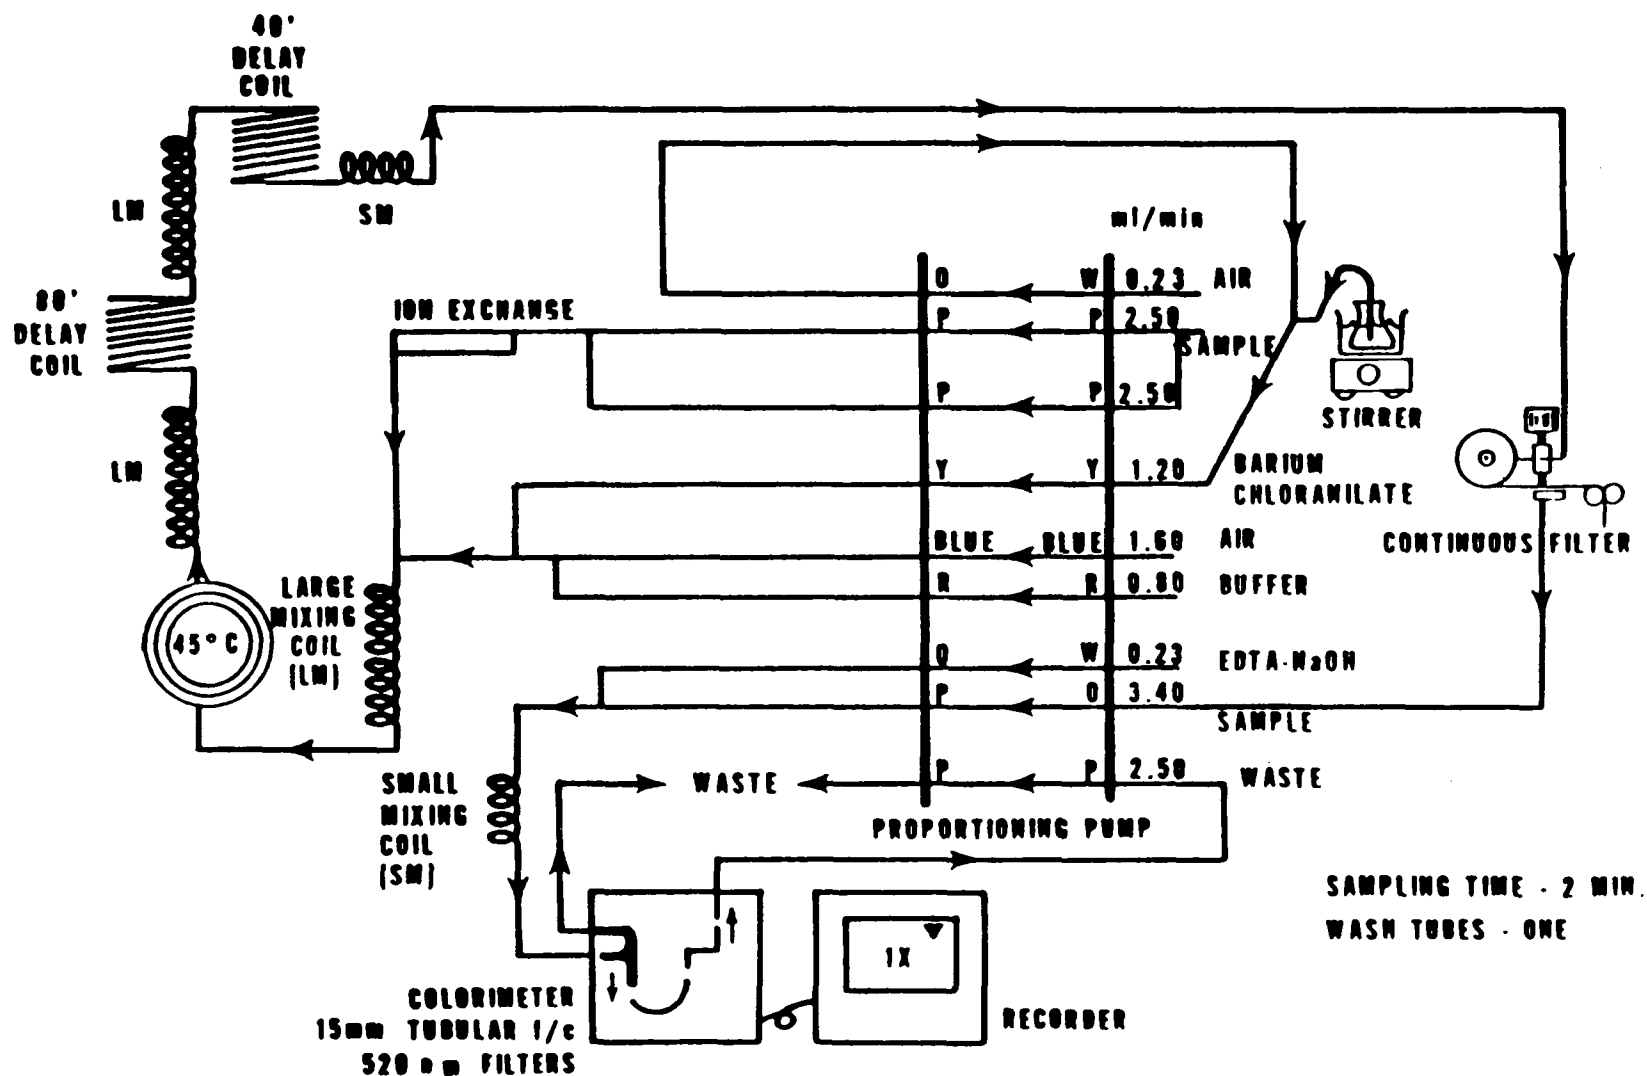 40'
DELAY
COIL
LM
SM
80'
DELAY
COIL
LM
45° C
LARGE
MIXING
COIL
(LM)
ION EXCHANGE
ml/min
O W 0.23 AIR
P P 2.50
SAMPLE
P P 2.50
Y Y 1.20 BARIUM
CHLORANILATE
BLUE BLUE 1.60 AIR
R R 0.80 BUFFER
O W 0.23 EDTA-NaOH
P O 3.40
SAMPLE
P P 2.50 WASTE
WASTE
PROPORTIONING PUMP
STIRRER
CONTINUOUS FILTER
SMALL
MIXING
COIL
(SM)
COLORIMETER
15mm TUBULAR f/c
520 nm FILTERS
1X
RECORDER
SAMPLING TIME - 2 MIN.
WASH TUBES - ONE